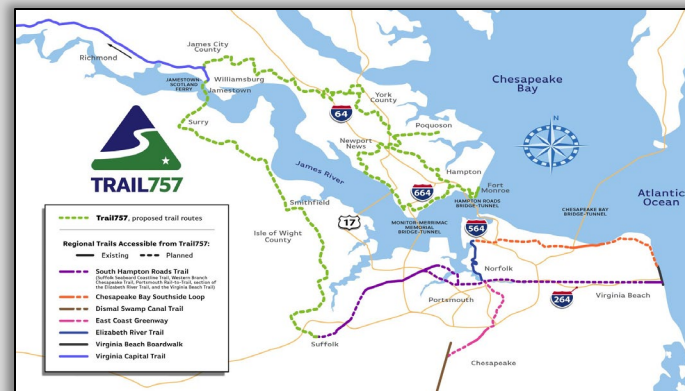 James City
County
Richmond
JAMESTOWN
SCOTLAND
FERRY
Williamsburg
Jamestown
Surry
64
York
County
Poquoson
Newport
News
Chesapeake
Bay
N
TRAIL757
James River
Hampton
664
Fort
Monroe
HAMPTON ROADS
BRIDGE-TUNNEL
CHESAPEAKE BAY
BRIDGE-TUNNEL
Atlantic
Ocean
Smithfield
17
MONITOR-MERRIMAC
MEMORIAL
BRIDGE-TUNNEL
564
Isle of Wight
County
Norfolk
Portsmouth
264
Virginia Beach
Suffolk
Chesapeake
Trail757, proposed trail routes
Regional Trails Accessible from Trail757:
Existing
Planned
South Hampton Roads Trail
(Suffolk Seaboard Coastline Trail, Western Branch
Chesapeake Trail, Portsmouth Rail-to-Trail, section of
the Elizabeth River Trail, and the Virginia Beach Trail)
Chesapeake Bay Southside Loop
Dismal Swamp Canal Trail
East Coast Greenway
Elizabeth River Trail
Virginia Beach Boardwalk
Virginia Capital Trail